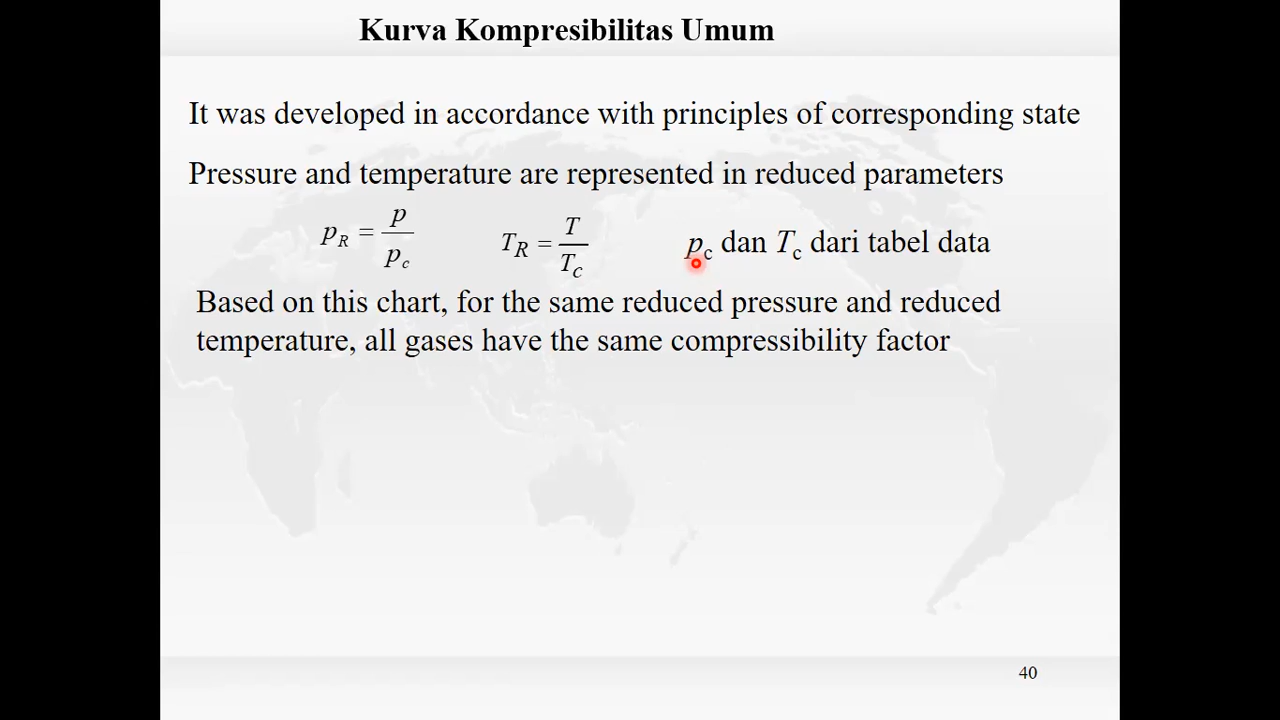 Kurva Kompresibilitas Umum
It was developed in accordance with principles of corresponding state
Pressure and temperature are represented in reduced parameters
p_R = p / p_c    T_R = T / T_c    p_c dan T_c dari tabel data
Based on this chart, for the same reduced pressure and reduced
temperature, all gases have the same compressibility factor
40